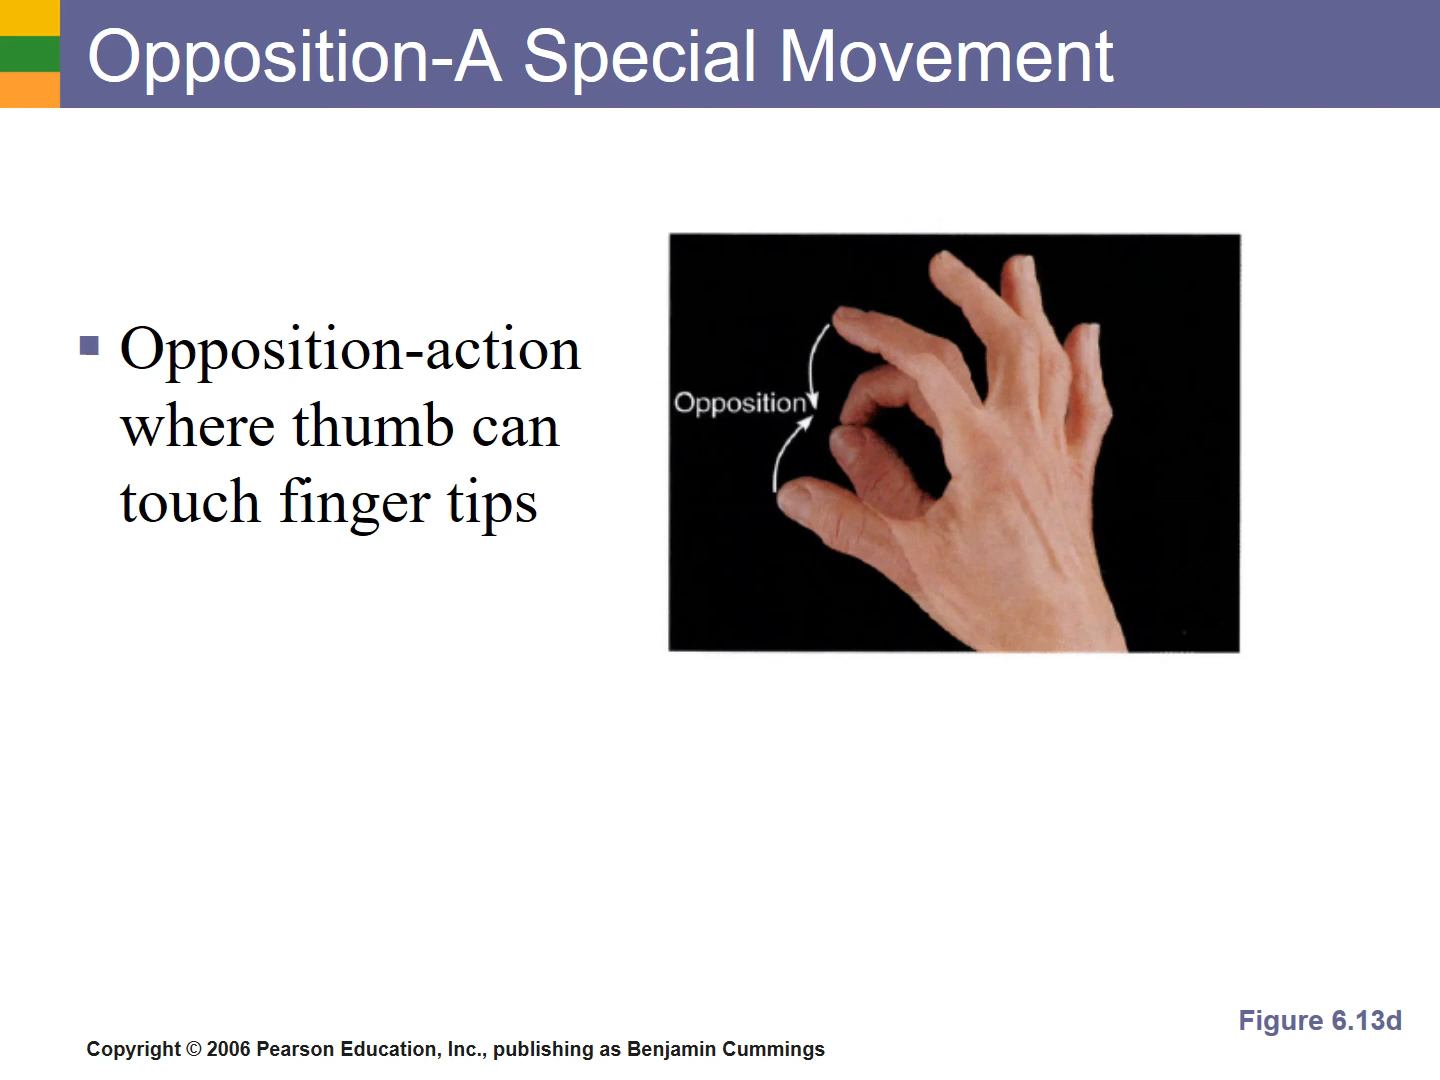 Opposition-A Special Movement
Opposition-action
where thumb can
touch finger tips
Opposition
Figure 6.13d
Copyright © 2006 Pearson Education, Inc., publishing as Benjamin Cummings